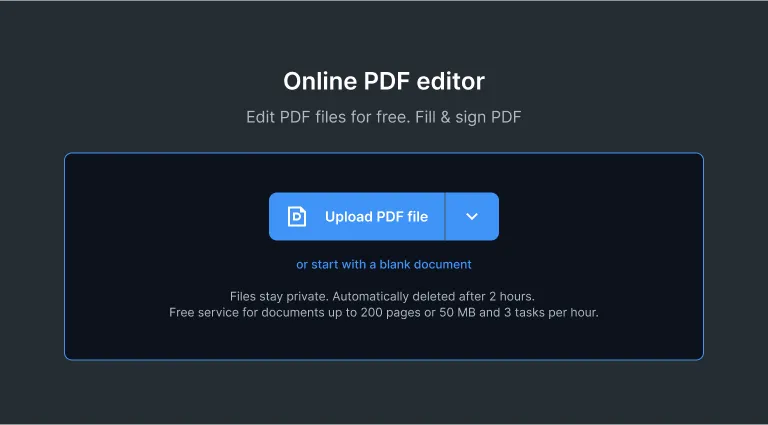 Online PDF editor
Edit PDF files for free. Fill & sign PDF
Upload PDF file
or start with a blank document
Files stay private. Automatically deleted after 2 hours.
Free service for documents up to 200 pages or 50 MB and 3 tasks per hour.